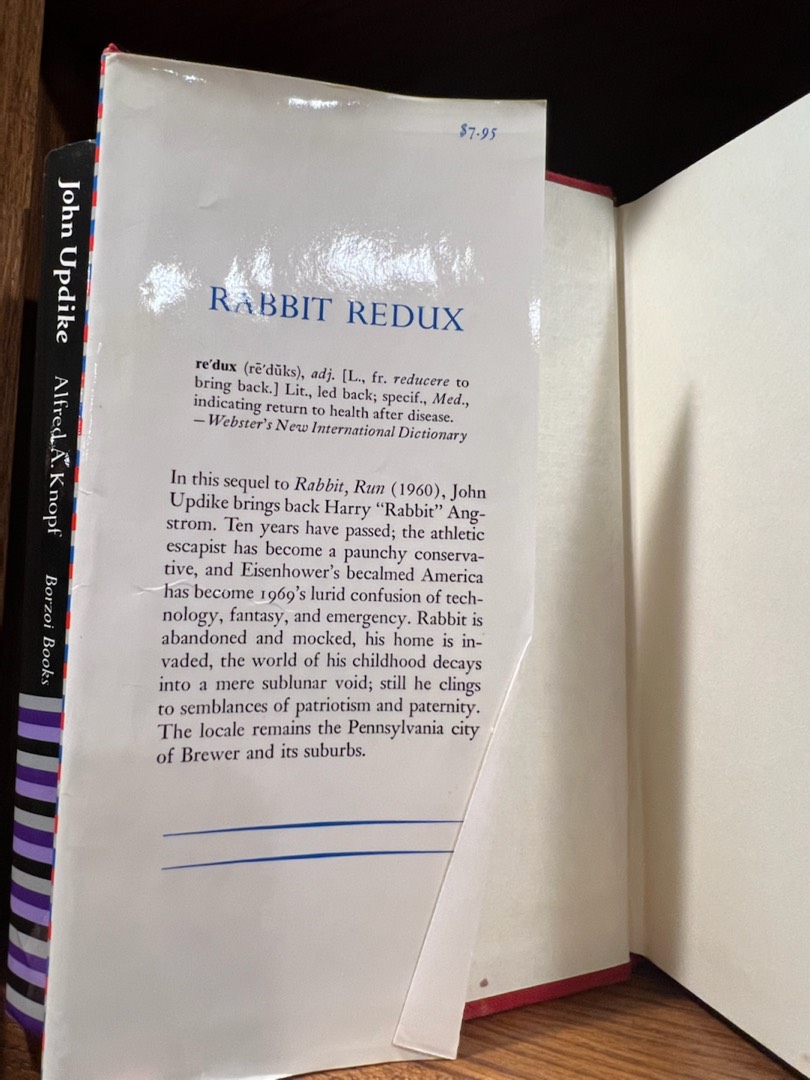 John Updike Alfred A. Knopf Borzoi Books
$7.95
RABBIT REDUX
re′dux (rē′dŭks), adj. [L., fr. reducere to
bring back.] Lit., led back; specif., Med.,
indicating return to health after disease.
—Webster's New International Dictionary
In this sequel to Rabbit, Run (1960), John
Updike brings back Harry "Rabbit" Ang-
strom. Ten years have passed; the athletic
escapist has become a paunchy conserva-
tive, and Eisenhower's becalmed America
has become 1969's lurid confusion of tech-
nology, fantasy, and emergency. Rabbit is
abandoned and mocked, his home is in-
vaded, the world of his childhood decays
into a mere sublunar void; still he clings
to semblances of patriotism and paternity.
The locale remains the Pennsylvania city
of Brewer and its suburbs.